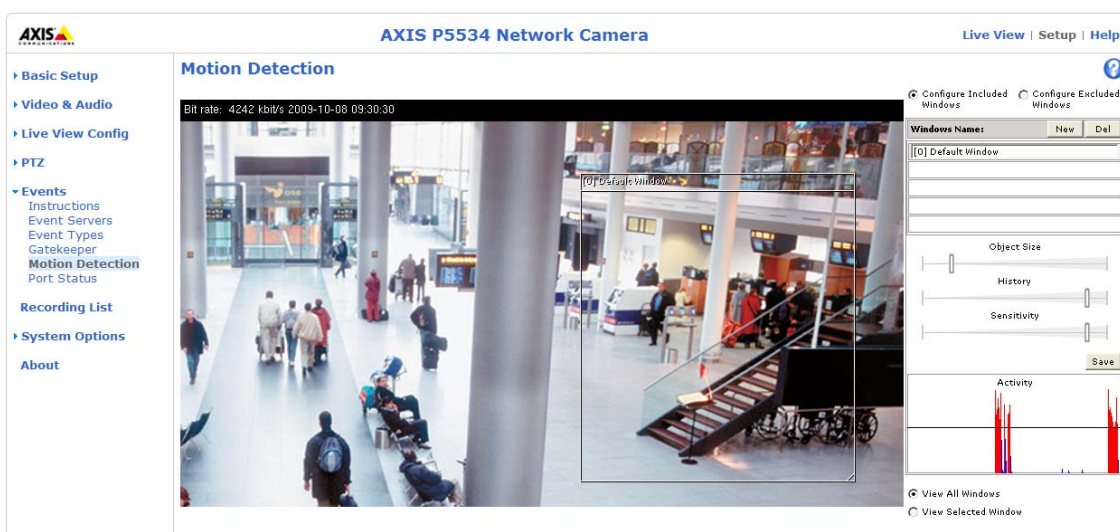 AXIS
COMMUNICATIONS
AXIS P5534 Network Camera
Live View | Setup | Help
Basic Setup
Video & Audio
Live View Config
PTZ
Events
Instructions
Event Servers
Event Types
Gatekeeper
Motion Detection
Port Status
Recording List
System Options
About
Motion Detection
?
Bit rate: 4242 kbit/s 2009-10-08 09:30:30
[0] Default Window
Configure Included Windows
Configure Excluded Windows
Windows Name:
New
Del
[0] Default Window
Object Size
History
Sensitivity
Save
Activity
View All Windows
View Selected Window